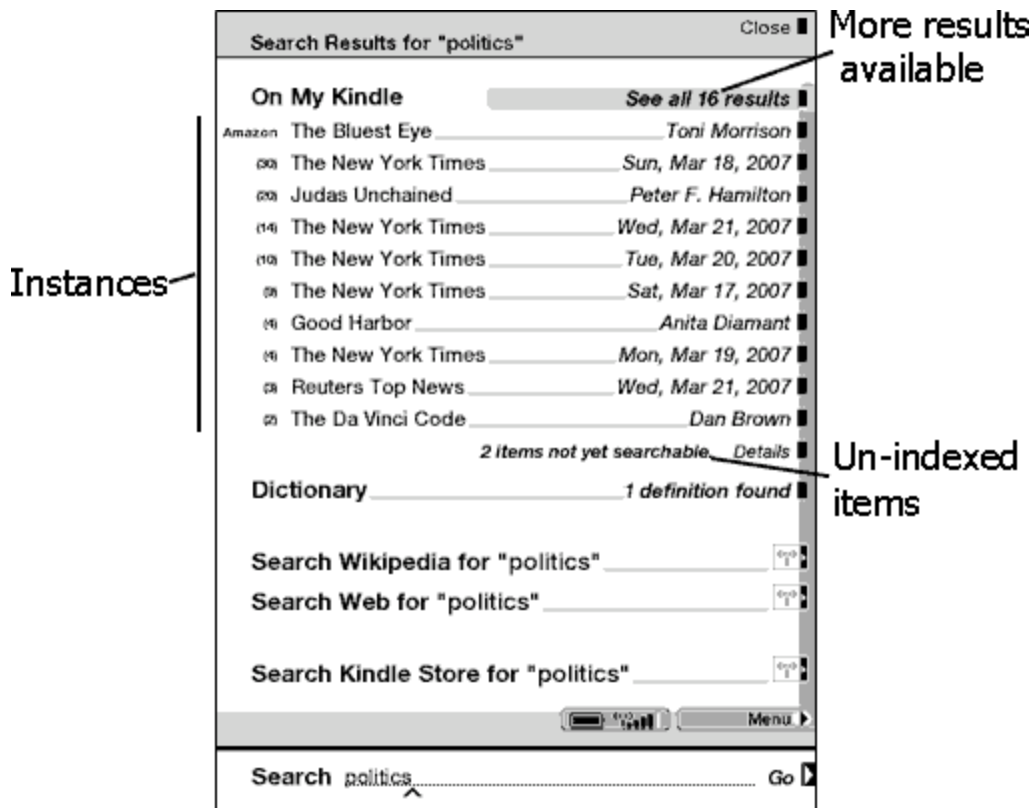 Search Results for "politics" Close
More results
available
On My Kindle See all 16 results
Amazon The Bluest Eye Toni Morrison
(30) The New York Times Sun, Mar 18, 2007
(20) Judas Unchained Peter F. Hamilton
(14) The New York Times Wed, Mar 21, 2007
(10) The New York Times Tue, Mar 20, 2007
The New York Times Sat, Mar 17, 2007
Instances
(4) Good Harbor Anita Diamant
(4) The New York Times Mon, Mar 19, 2007
(3) Reuters Top News Wed, Mar 21, 2007
(2) The Da Vinci Code Dan Brown
2 items not yet searchable. Details
Un-indexed
items
Dictionary 1 definition found
Search Wikipedia for "politics"
Search Web for "politics"
Search Kindle Store for "politics"
Menu
Search politics Go